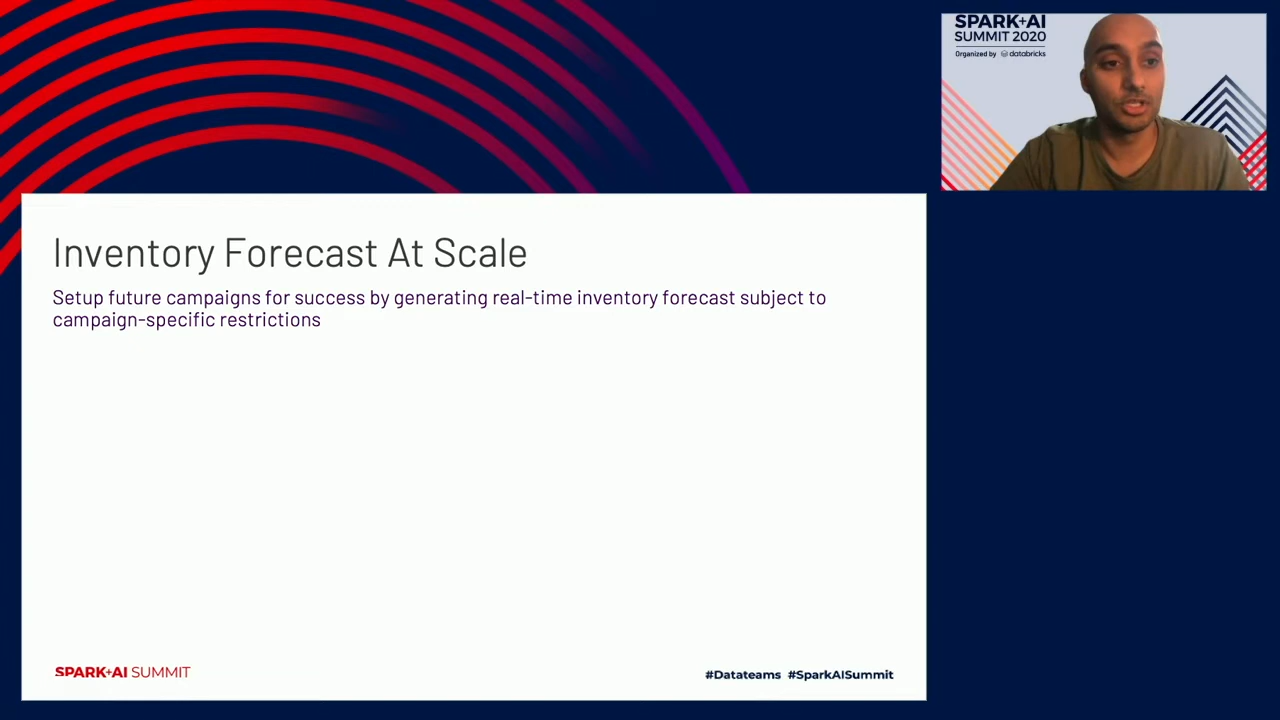 SPARK+AI
SUMMIT 2020
Organized by databricks
Inventory Forecast At Scale
Setup future campaigns for success by generating real-time inventory forecast subject to
campaign-specific restrictions
SPARK+AI SUMMIT
#Datateams #SparkAISummit